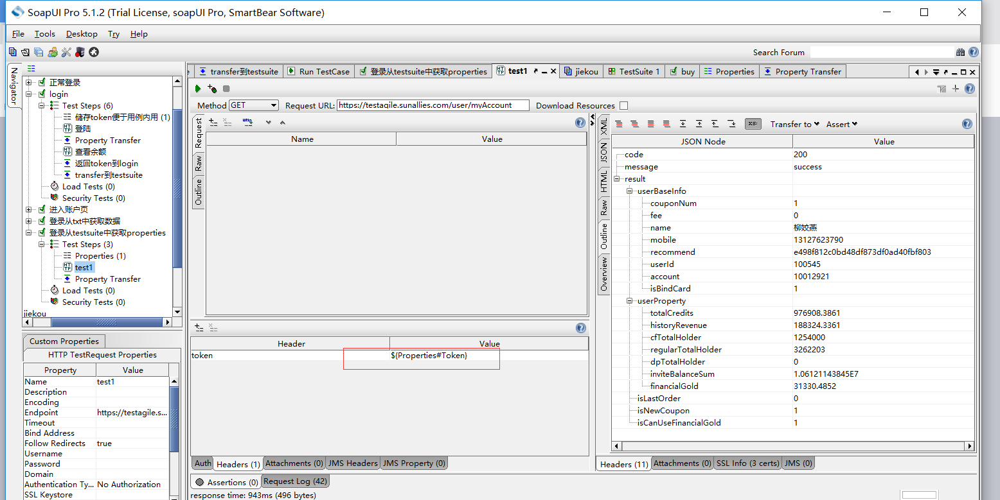 SoapUI Pro 5.1.2 (Trial License, soapUI Pro, SmartBear Software)
File Tools Desktop Try Help
Search Forum
Navigator
正常登录
login
Test Steps (6)
储存token便于用例内用 (1)
登陆
Property Transfer
查看余额
返回token到login
transfer到testsuite
Load Tests (0)
Security Tests (0)
进入账户页
登录从txt中获取数据
登录从testsuite中获取properties
Test Steps (3)
Properties (1)
test1
Property Transfer
Load Tests (0)
Security Tests (0)
jiekou
Custom Properties
HTTP TestRequest Properties
Property Value
Name test1
Description
Encoding
Endpoint https://testagile.s...
Timeout
Bind Address
Follow Redirects true
Username
Password
Domain
Authentication Ty... No Authorization
SSL Keystore
transfer到testsuite Run TestCase 登录从testsuite中获取properties test1 jiekou TestSuite 1 buy Properties Property Transfer
Method GET Request URL: https://testagile.sunallies.com/user/myAccount Download Resources
Request
Raw
Outline
Name Value
Header Value
token ${Properties#Token}
Auth Headers (1) Attachments (0) JMS Headers JMS Property (0)
XML
JSON
HTML
Raw
Outline
Overview
XS: Transfer to Assert
JSON Node Value
code 200
message success
result
userBaseInfo
couponNum 1
fee 0
name 柳姣燕
mobile 13127623790
recommend e498f812c0bd48df873df0ad40fbf803
userId 100545
account 10012921
isBindCard 1
userProperty
totalCredits 976908.3861
historyRevenue 188324.3361
cfTotalHolder 1254000
regularTotalHolder 3262203
dpTotalHolder 0
inviteBalanceSum 1.06121143845E7
financialGold 31330.4852
isLastOrder 0
isNewCoupon 1
isCanUseFinancialGold 1
Headers (11) Attachments (0) SSL Info (3 certs) JMS (0)
Assertions (0) Request Log (42)
response time: 943ms (496 bytes)